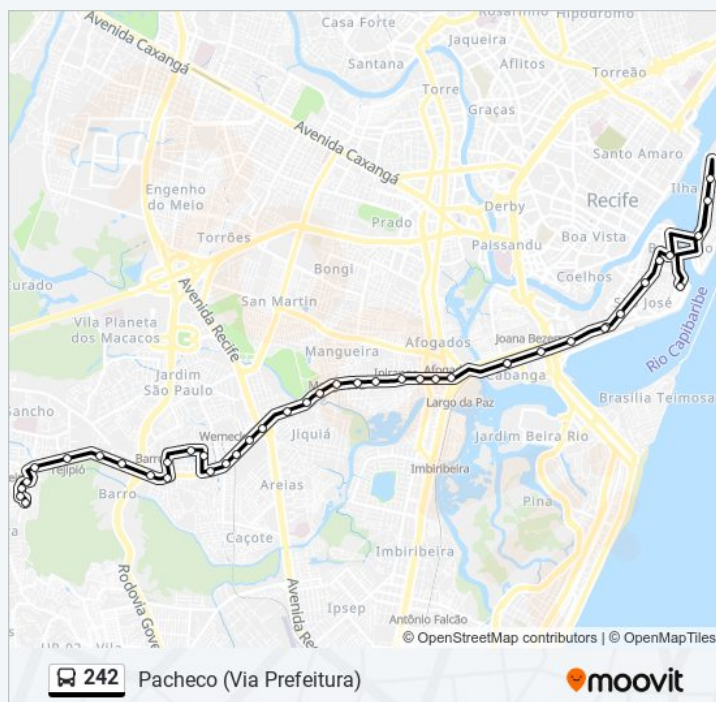 Avenida Caxangá
Casa Forte
Rosarinho
Hipódromo
Jaqueira
Santana
Aflitos
Torreão
Torre
Graças
Avenida Caxangá
Santo Amaro
Engenho
do Meio
Recife
Ilha
Derby
Prado
Torrões
Paissandu
Boa Vista
Bongi
Coelhos
Curado
San Martin
Avenida Recife
José
Vila Planeta
dos Macacos
Mangueira
Afogados
Joana Bezerra
Rio Capibaribe
Jardim
São Paulo
Ipiranga
Cabanga
Largo da Paz
Brasília Teimosa
Sancho
Werneck
Jiquiá
Jardim Beira Rio
Tejipió
Imbiribeira
Areias
Pina
Barro
Caçote
Imbiribeira
Rodovia Gove
Ipsep
Avenida Re
Antônio Falcão
© OpenStreetMap contributors | © OpenMapTiles
242 Pacheco (Via Prefeitura)
moovit